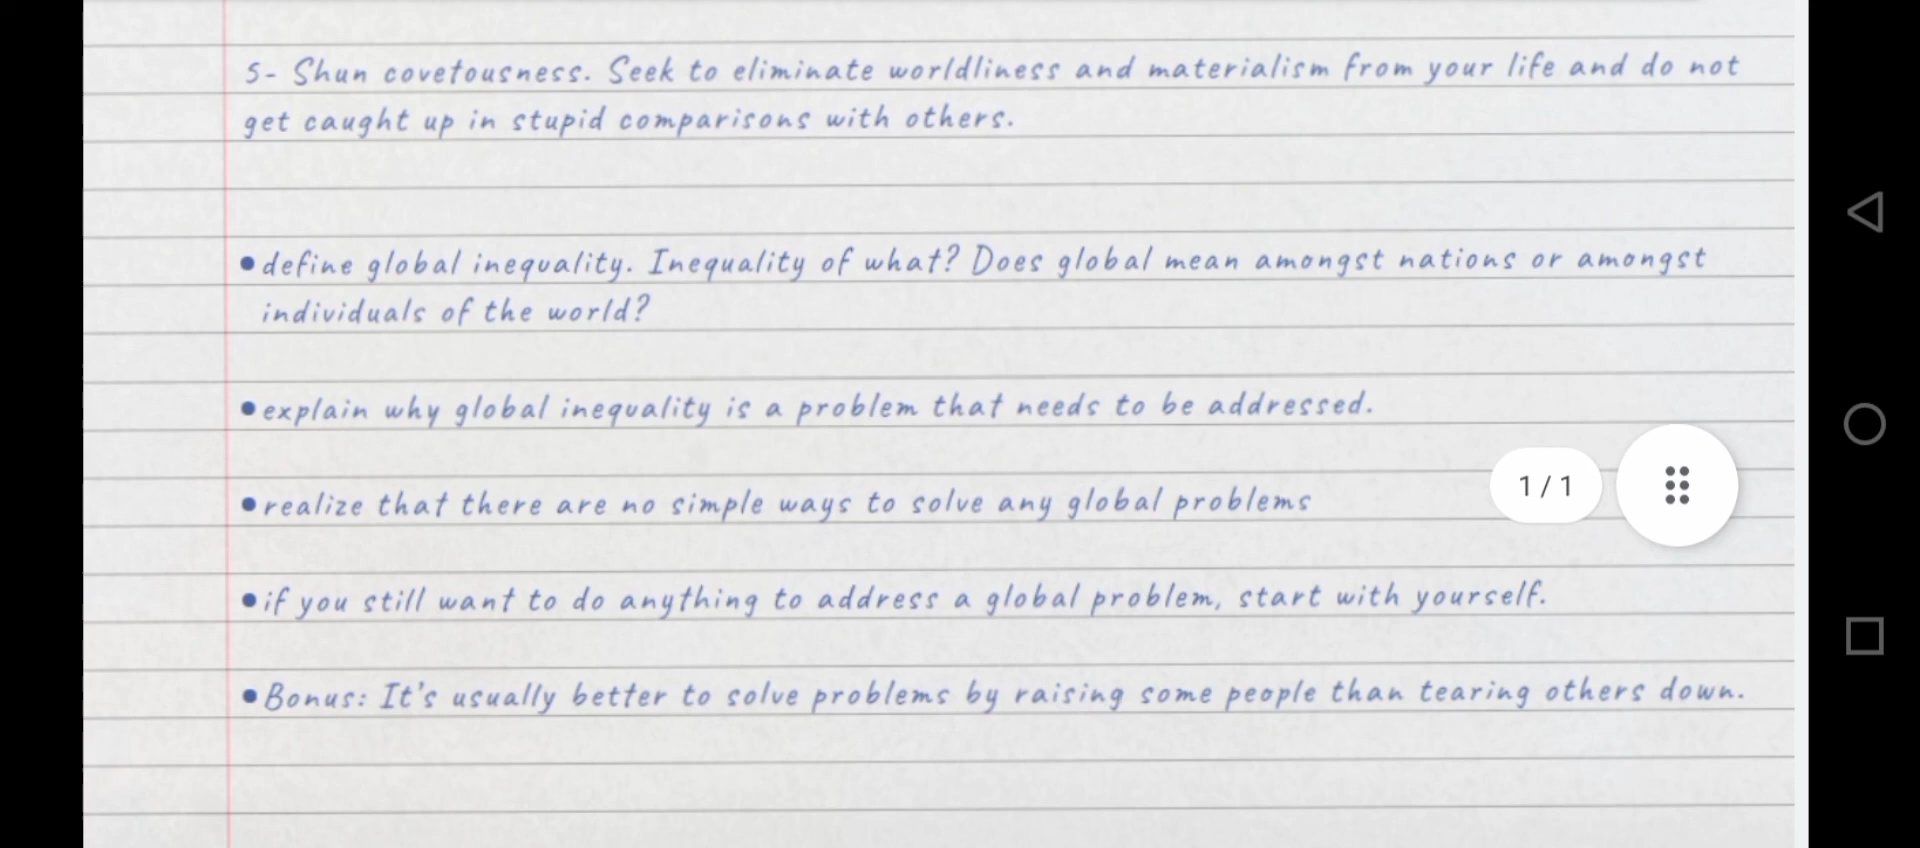 5- Shun covetousness. Seek to eliminate worldliness and materialism from your life and do not
get caught up in stupid comparisons with others.
•define global inequality. Inequality of what? Does global mean amongst nations or amongst
individuals of the world?
•explain why global inequality is a problem that needs to be addressed.
•realize that there are no simple ways to solve any global problems
1 / 1
•if you still want to do anything to address a global problem, start with yourself.
•Bonus: It's usually better to solve problems by raising some people than tearing others down.